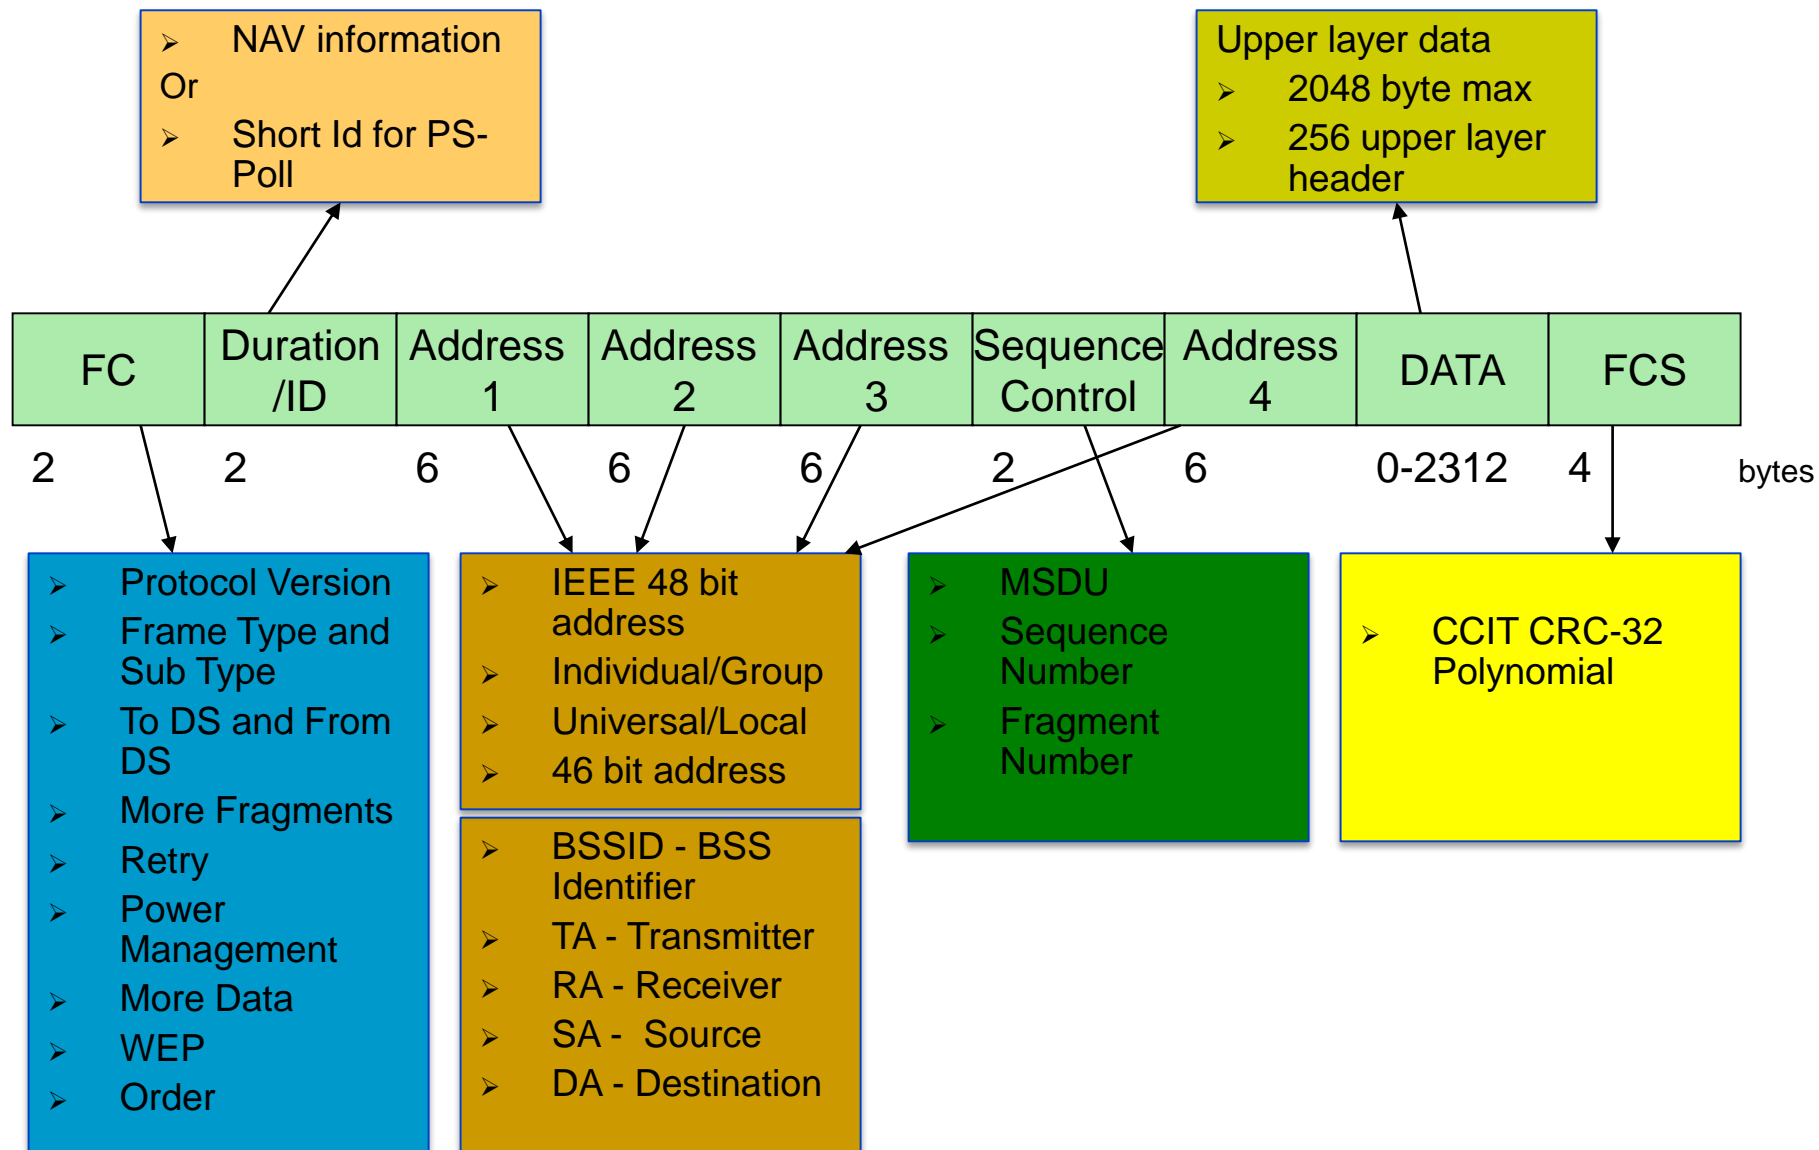 ➢ NAV information
Or
➢ Short Id for PS-
Poll
Upper layer data
➢ 2048 byte max
➢ 256 upper layer
header
FC
Duration
/ID
Address
1
Address
2
Address
3
Sequence
Control
Address
4
DATA
FCS
2 2 6 6 6 2 6 0-2312 4 bytes
➢ Protocol Version
➢ Frame Type and
Sub Type
➢ To DS and From
DS
➢ More Fragments
➢ Retry
➢ Power
Management
➢ More Data
➢ WEP
➢ Order
➢ IEEE 48 bit
address
➢ Individual/Group
➢ Universal/Local
➢ 46 bit address
➢ BSSID - BSS
Identifier
➢ TA - Transmitter
➢ RA - Receiver
➢ SA - Source
➢ DA - Destination
➢ MSDU
➢ Sequence
Number
➢ Fragment
Number
➢ CCIT CRC-32
Polynomial